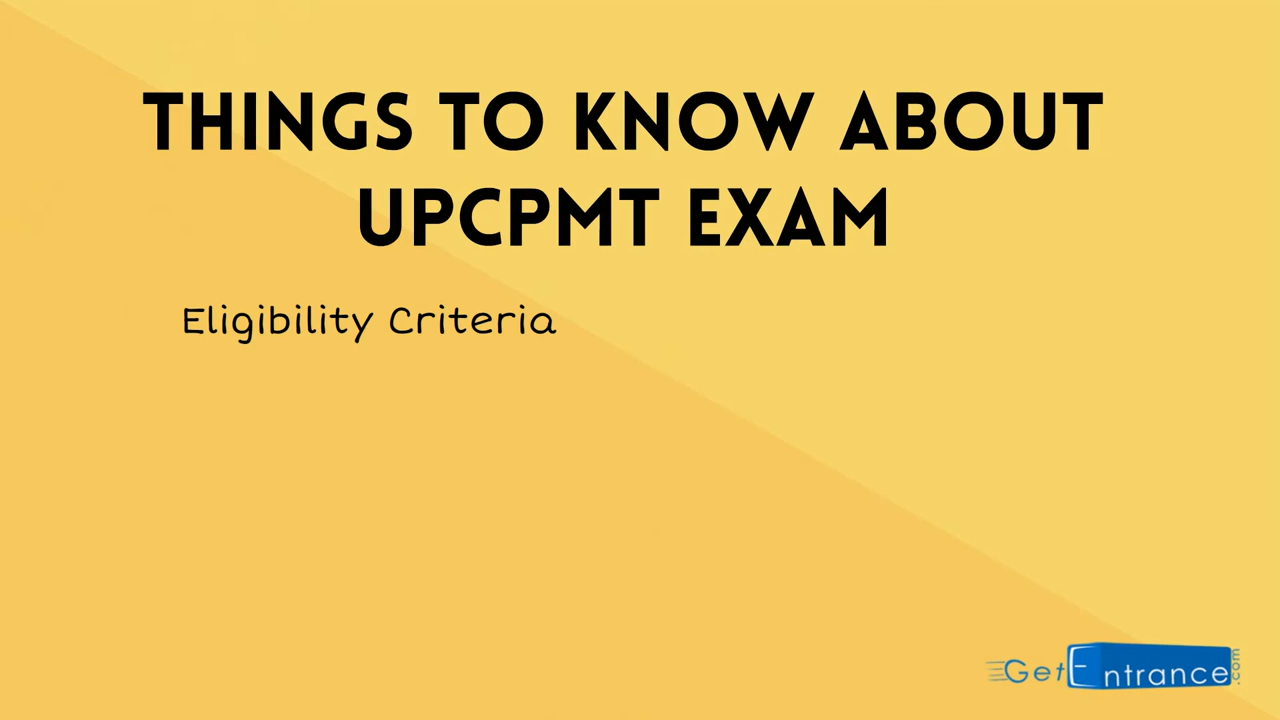 THINGS TO KNOW ABOUT
UPCPMT EXAM
Eligibility Criteria
GetEntrance.com